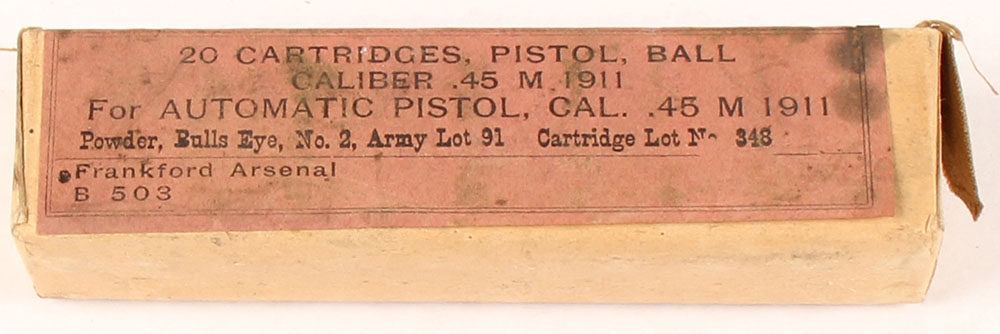 20 CARTRIDGES, PISTOL, BALL
CALIBER .45 M 1911
For AUTOMATIC PISTOL, CAL. .45 M 1911
Powder, Bulls Eye, No. 2, Army Lot 91 Cartridge Lot No 348
Frankford Arsenal
B 503